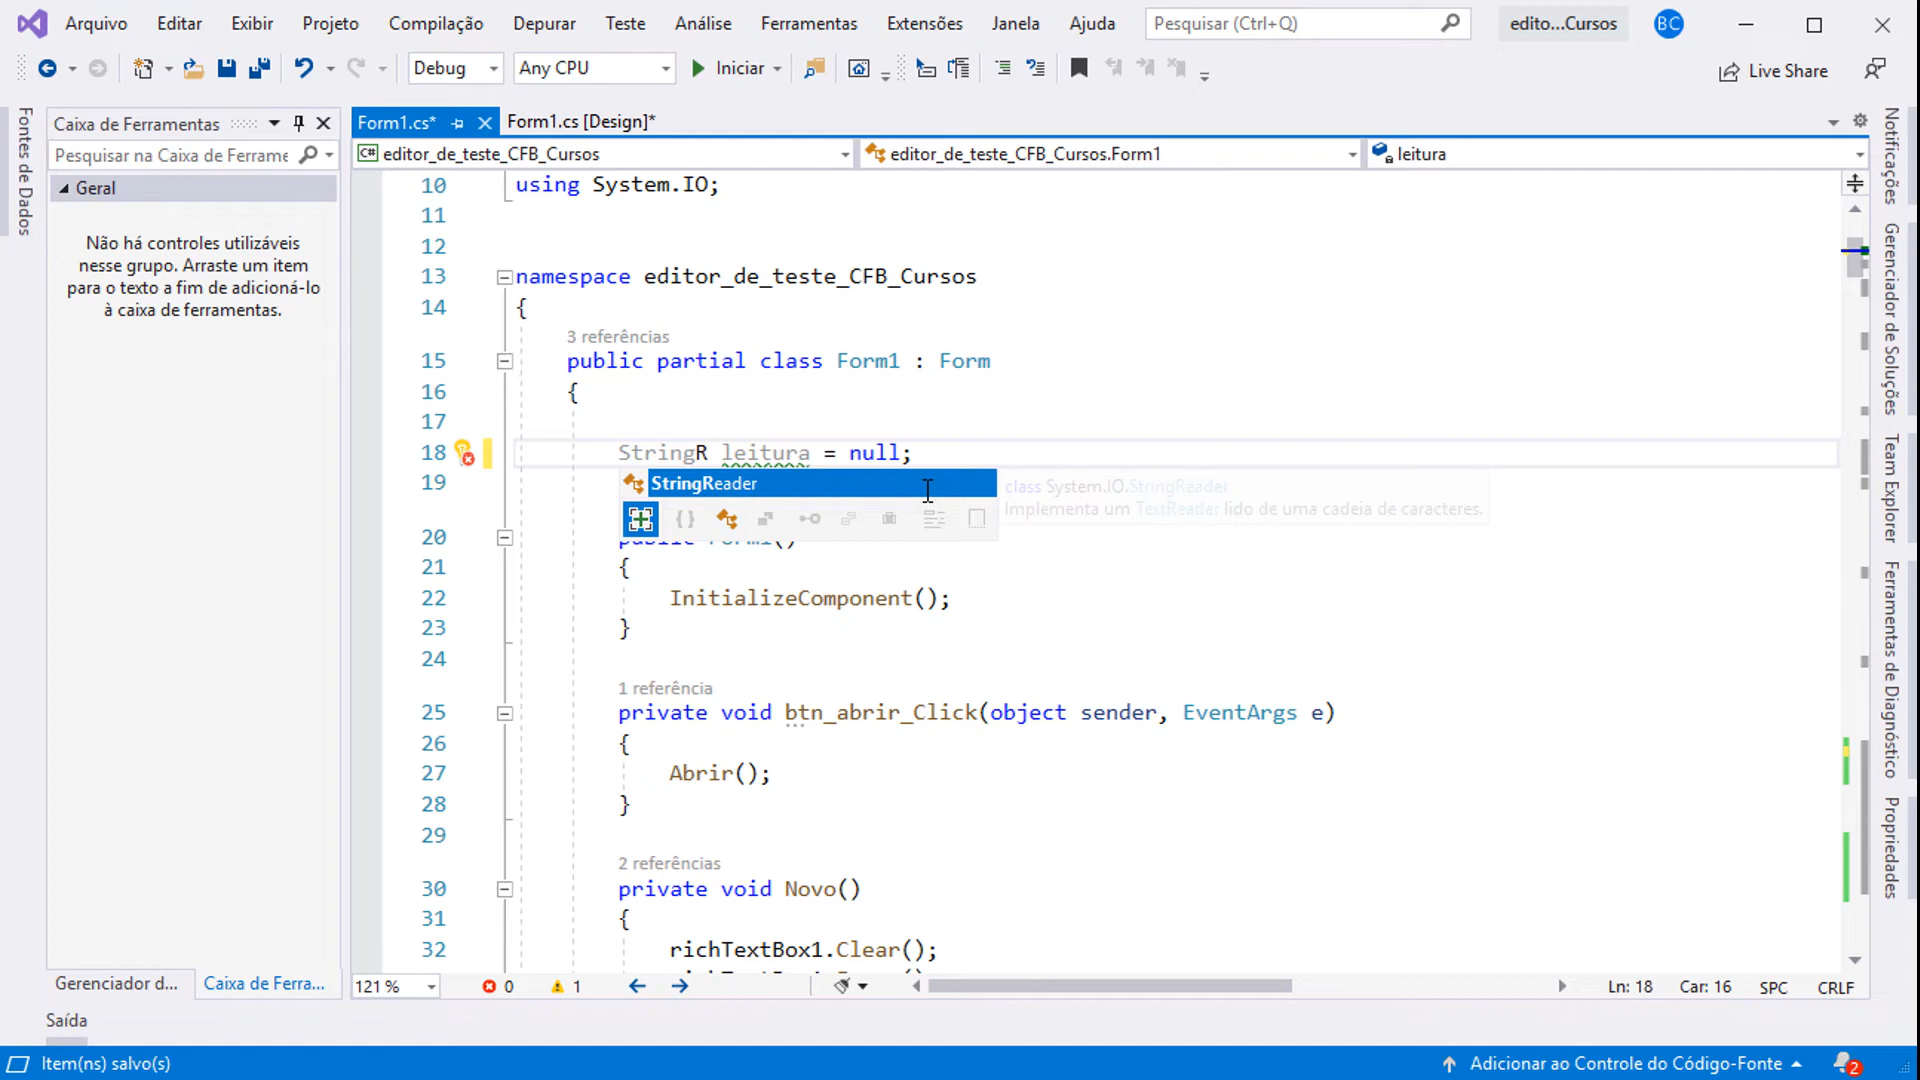 Arquivo Editar Exibir Projeto Compilação Depurar Teste Análise Ferramentas Extensões Janela Ajuda Pesquisar (Ctrl+Q) edito...Cursos BC
Debug Any CPU Iniciar Live Share
Fontes de Dados
Caixa de Ferramentas
Pesquisar na Caixa de Ferrame
Geral
Não há controles utilizáveis
nesse grupo. Arraste um item
para o texto a fim de adicioná-lo
à caixa de ferramentas.
Gerenciador d... Caixa de Ferra...
Form1.cs* Form1.cs [Design]*
C# editor_de_teste_CFB_Cursos editor_de_teste_CFB_Cursos.Form1 leitura
10 using System.IO;
11
12
13 namespace editor_de_teste_CFB_Cursos
14 {
3 referências
15 public partial class Form1 : Form
16 {
17
18 StringR leitura = null;
19 StringReader
class System.IO.StringReader
Implementa um TextReader lido de uma cadeia de caracteres.
20 public Form1()
21 {
22 InitializeComponent();
23 }
24
1 referência
25 private void btn_abrir_Click(object sender, EventArgs e)
26 {
27 Abrir();
28 }
29
2 referências
30 private void Novo()
31 {
32 richTextBox1.Clear();
121 % 0 1 Ln: 18 Car: 16 SPC CRLF
Notificações
Gerenciador de Soluções
Team Explorer
Ferramentas de Diagnóstico
Propriedades
Saída
Item(ns) salvo(s) Adicionar ao Controle do Código-Fonte 2